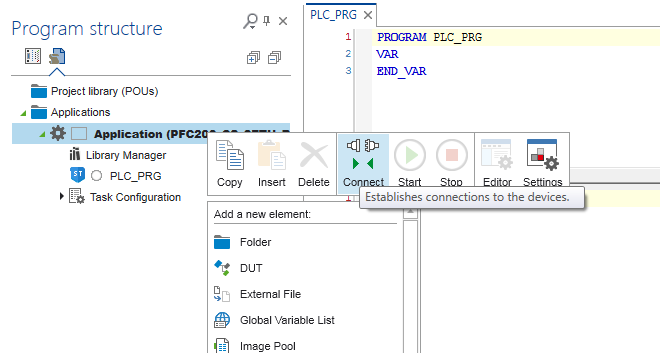 Program structure
Project library (POUs)
Applications
Application (PFC200
Library Manager
ST PLC_PRG
Task Configuration
PLC_PRG
1 PROGRAM PLC_PRG
2 VAR
3 END_VAR
Copy Insert Delete Connect Start Stop Editor Settings
1
Establishes connections to the devices.
Add a new element:
Folder
DUT
External File
Global Variable List
Image Pool